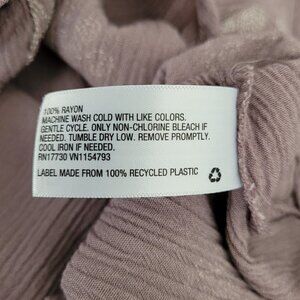 100% RAYON
MACHINE WASH COLD WITH LIKE COLORS.
GENTLE CYCLE. ONLY NON-CHLORINE BLEACH IF
NEEDED. TUMBLE DRY LOW. REMOVE PROMPTLY.
COOL IRON IF NEEDED.
RN17730 VN1154793
LABEL MADE FROM 100% RECYCLED PLASTIC